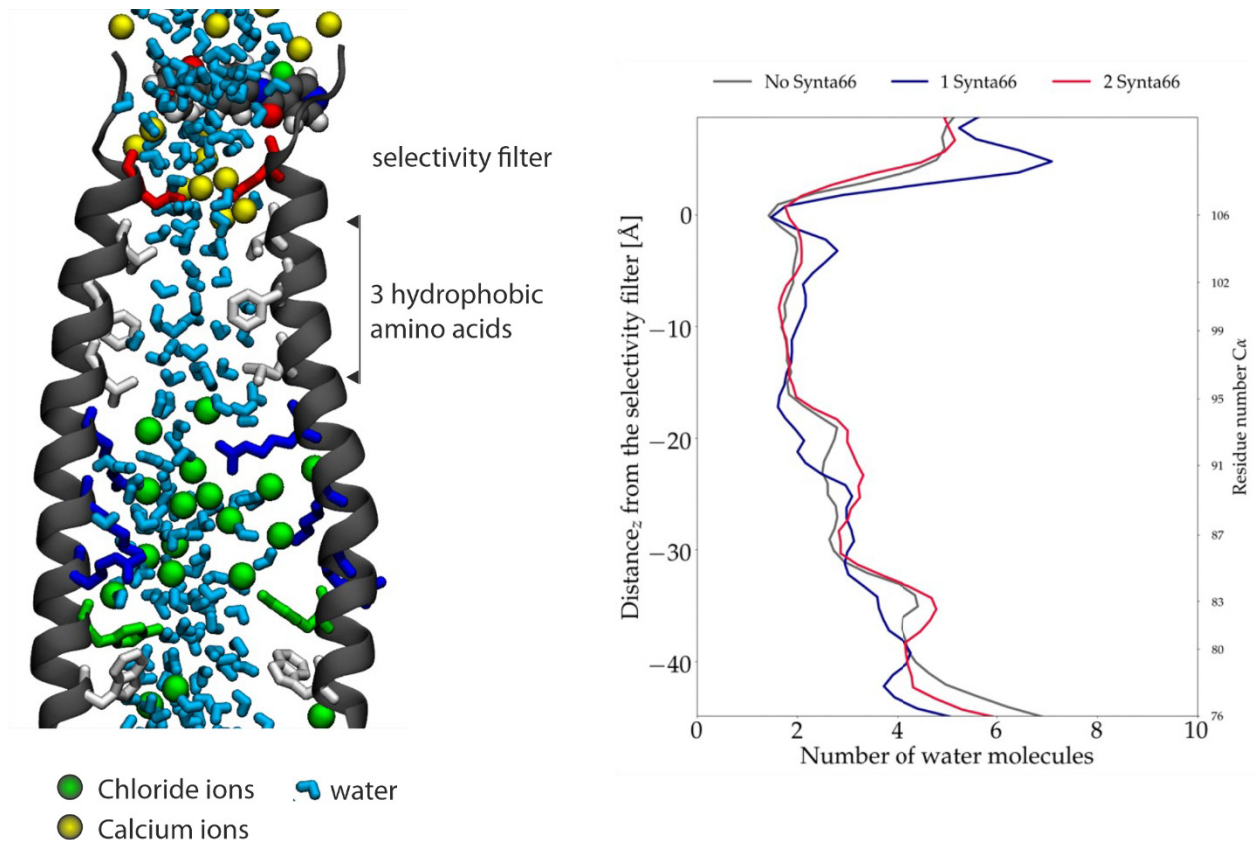 selectivity filter
3 hydrophobic
amino acids
Chloride ions
water
Calcium ions
No Synta66
1 Synta66
2 Synta66
Distancez from the selectivity filter [Å]
0
−10
−20
−30
−40
106
102
99
95
91
87
83
80
76
Residue number Cα
0 2 4 6 8 10
Number of water molecules